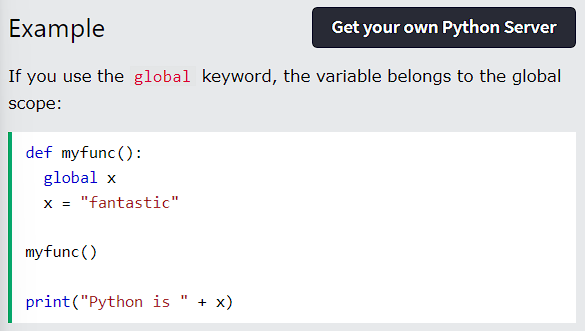 Example
Get your own Python Server
If you use the global keyword, the variable belongs to the global
scope:
def myfunc():
  global x
  x = "fantastic"
myfunc()
print("Python is " + x)